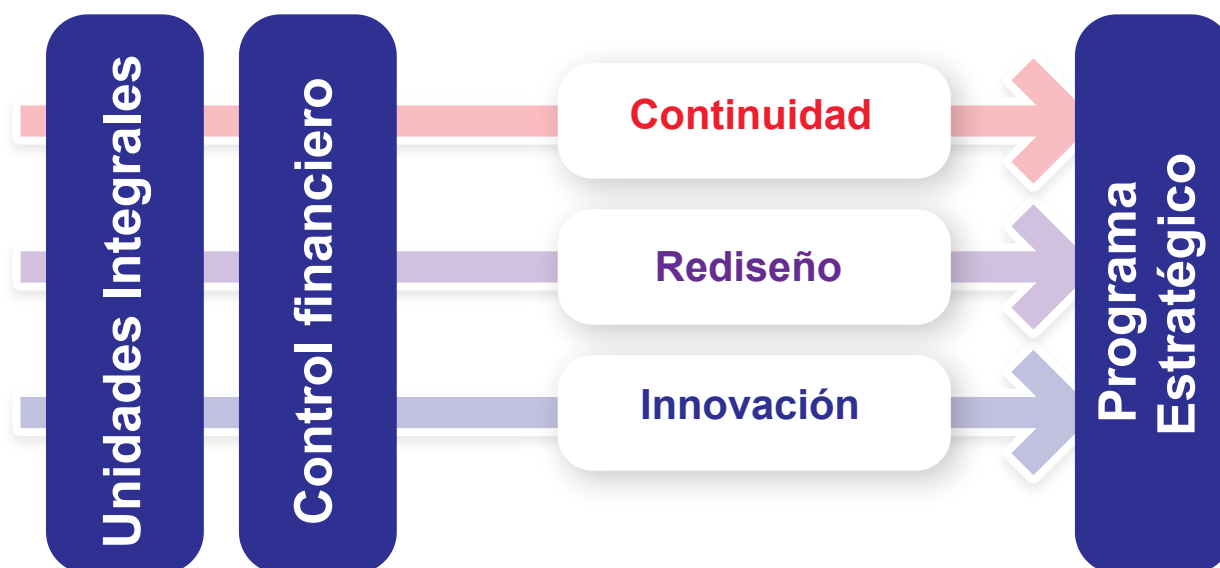 Unidades Integrales
Control financiero
Continuidad
Rediseño
Innovación
Programa
Estratégico